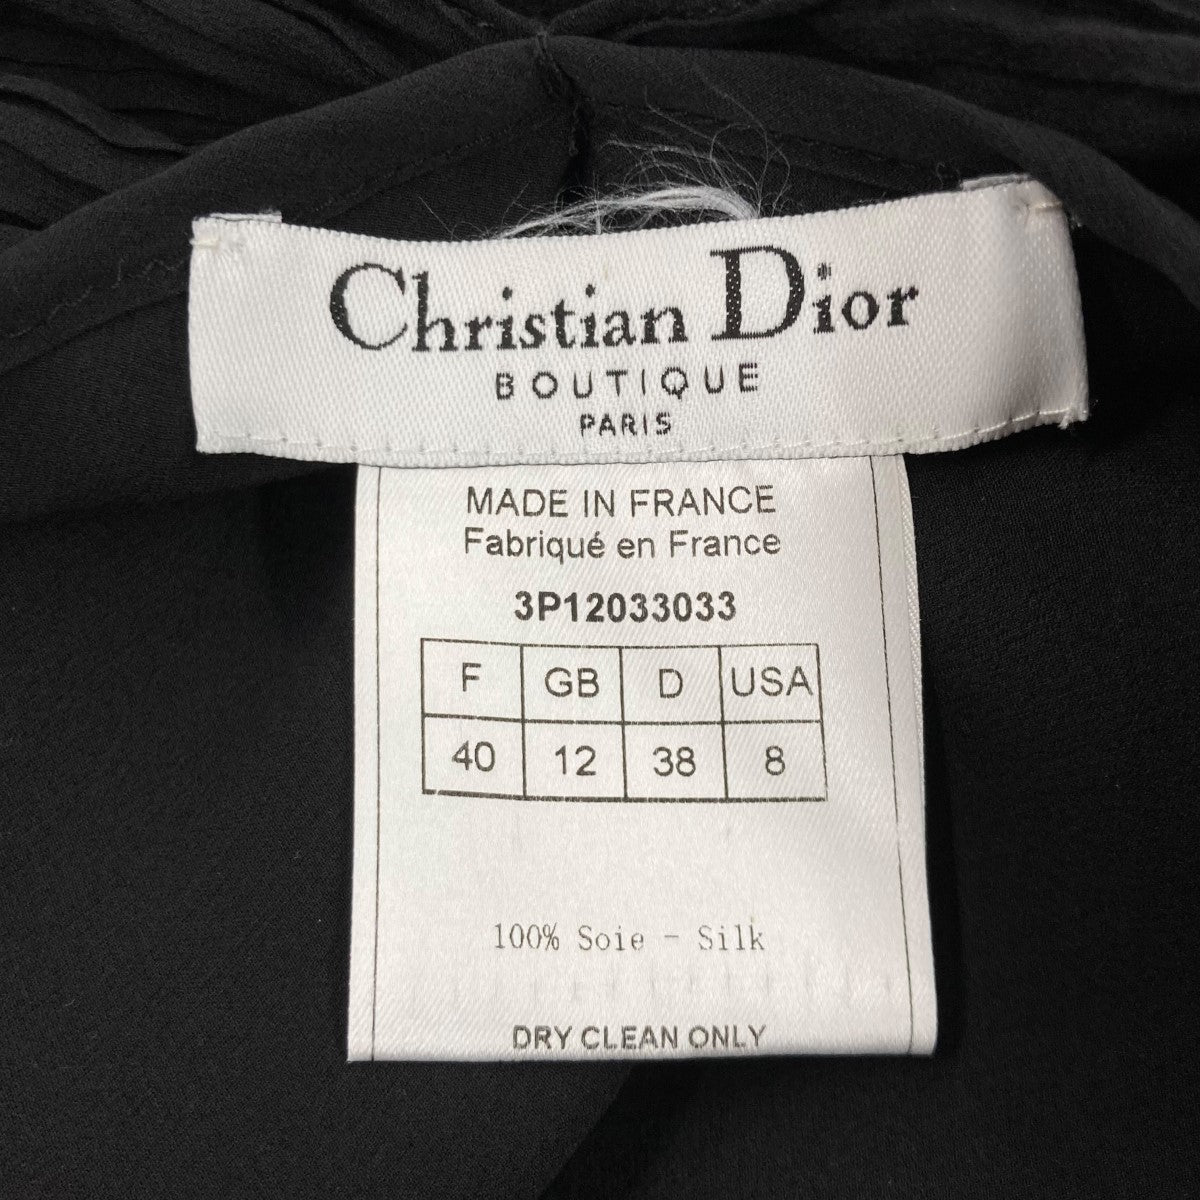 Christian Dior
BOUTIQUE
PARIS
MADE IN FRANCE
Fabriqué en France
3P12033033
F GB D USA
40 12 38 8
100% Soie - Silk
DRY CLEAN ONLY